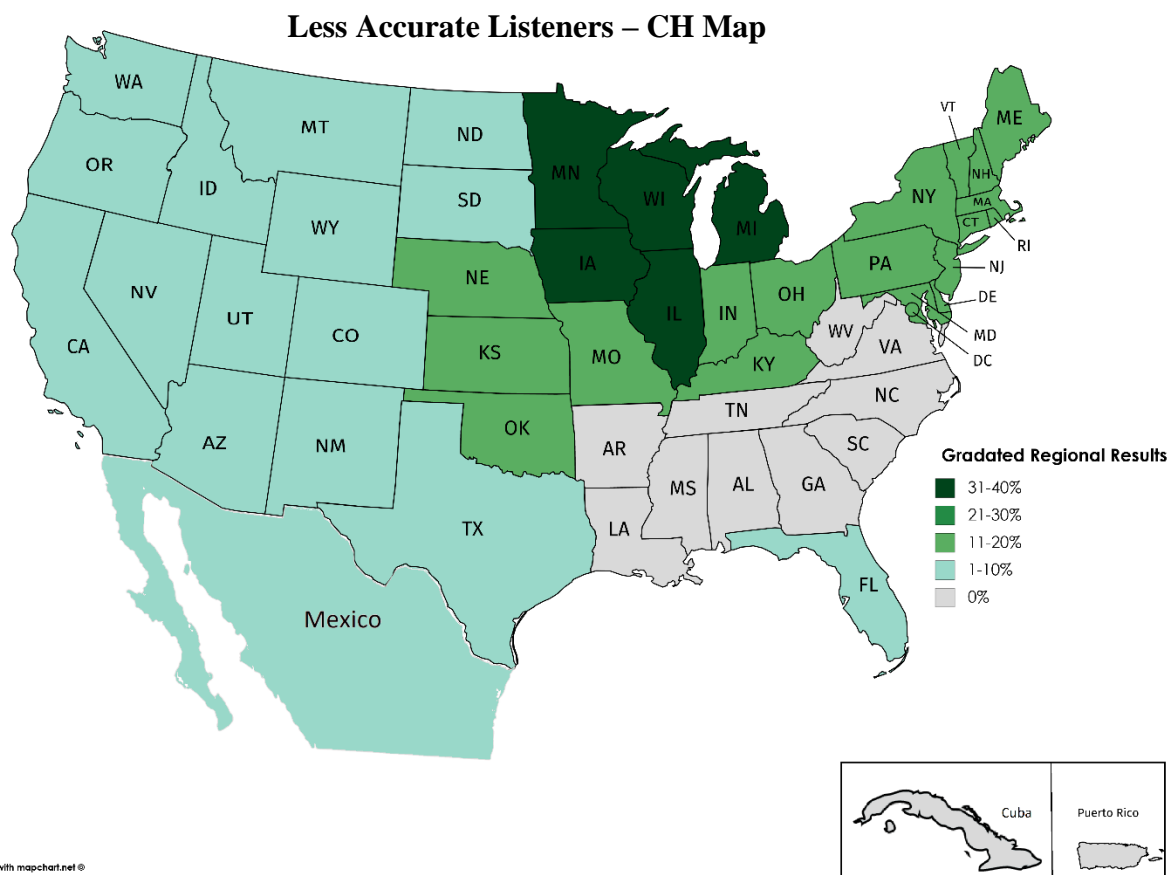 Less Accurate Listeners – CH Map
WA
OR
ID
MT
ND
SD
WY
NV
CA
UT
CO
AZ
NM
NE
KS
OK
TX
MN
IA
MO
WI
IL
MI
IN
OH
KY
WV
VA
NC
TN
SC
AR
LA
MS
AL
GA
FL
PA
NY
VT
NH
ME
MA
CT
RI
NJ
DE
MD
DC
Mexico
Gradated Regional Results
31-40%
21-30%
11-20%
1-10%
0%
Cuba
Puerto Rico
with mapchart.net ©